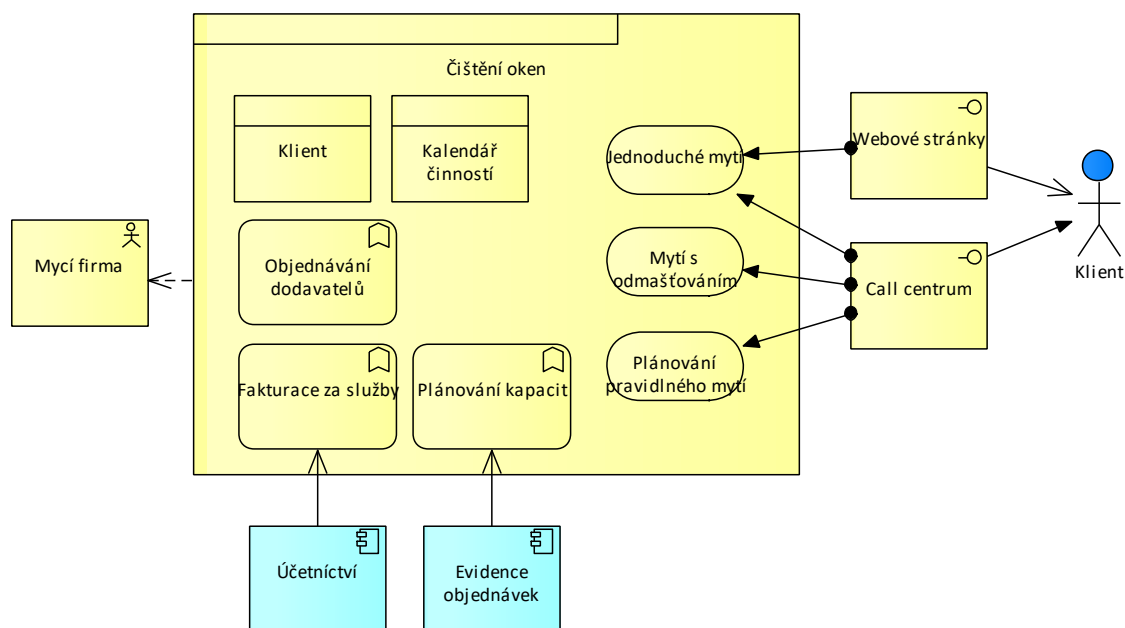 Čištění oken
Klient
Kalendář
činností
Jednoduché mytí
Webové stránky
Mycí firma
Objednávání
dodavatelů
Mytí s
odmašťováním
Call centrum
Klient
Fakturace za služby
Plánování kapacit
Plánování
pravidlného mytí
Účetníctví
Evidence
objednávek